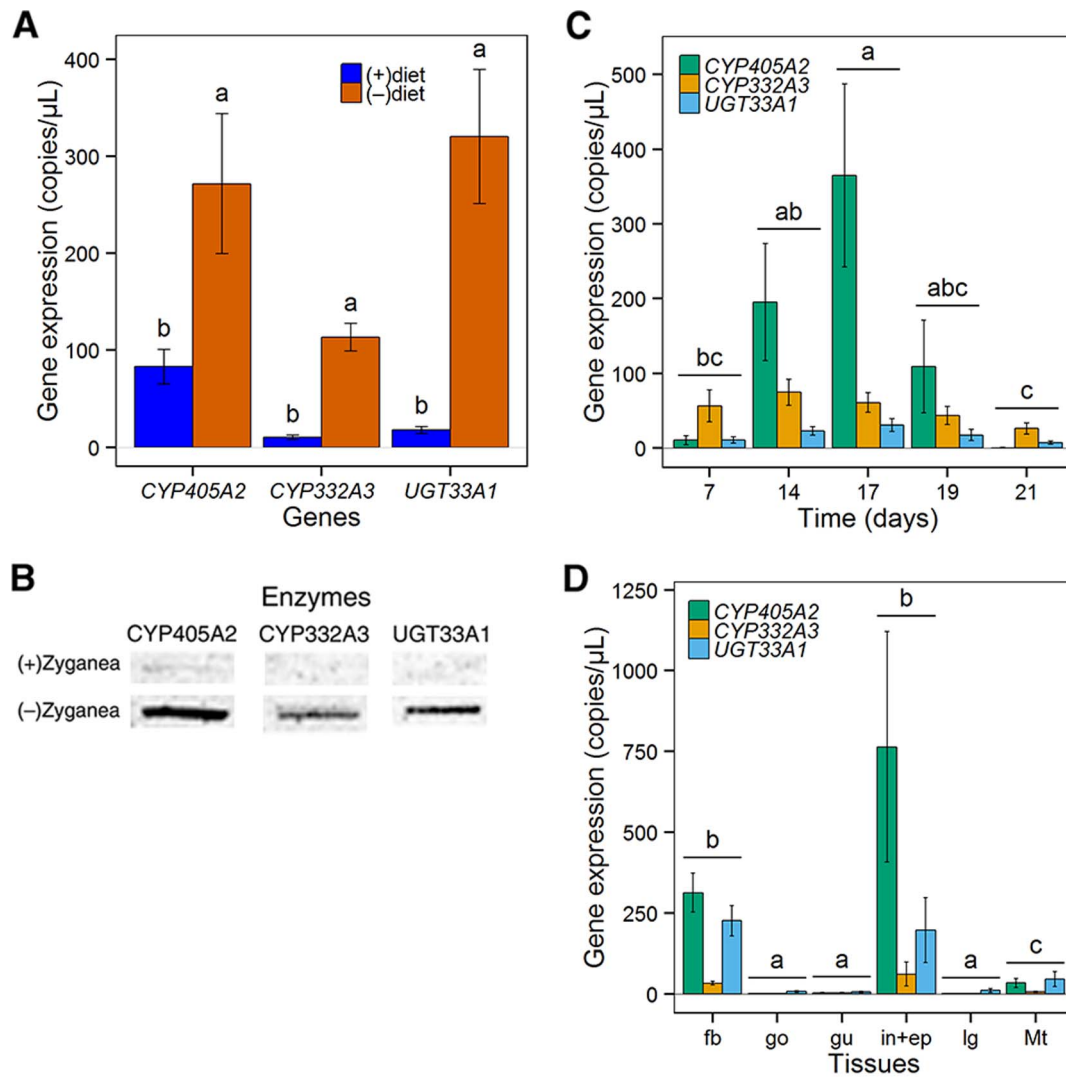 A
400
300
200
100
0
Gene expression (copies/µL)
(+)diet
(–)diet
b
a
b
a
b
a
CYP405A2
CYP332A3
UGT33A1
Genes
B
Enzymes
CYP405A2 CYP332A3 UGT33A1
(+)Zyganea
(–)Zyganea
C
500
400
300
200
100
0
Gene expression (copies/µL)
CYP405A2
CYP332A3
UGT33A1
bc
ab
a
abc
c
7 14 17 19 21
Time (days)
D
1250
1000
750
500
250
0
Gene expression (copies/µL)
CYP405A2
CYP332A3
UGT33A1
b
a
a
b
a
c
fb go gu in+ep lg Mt
Tissues